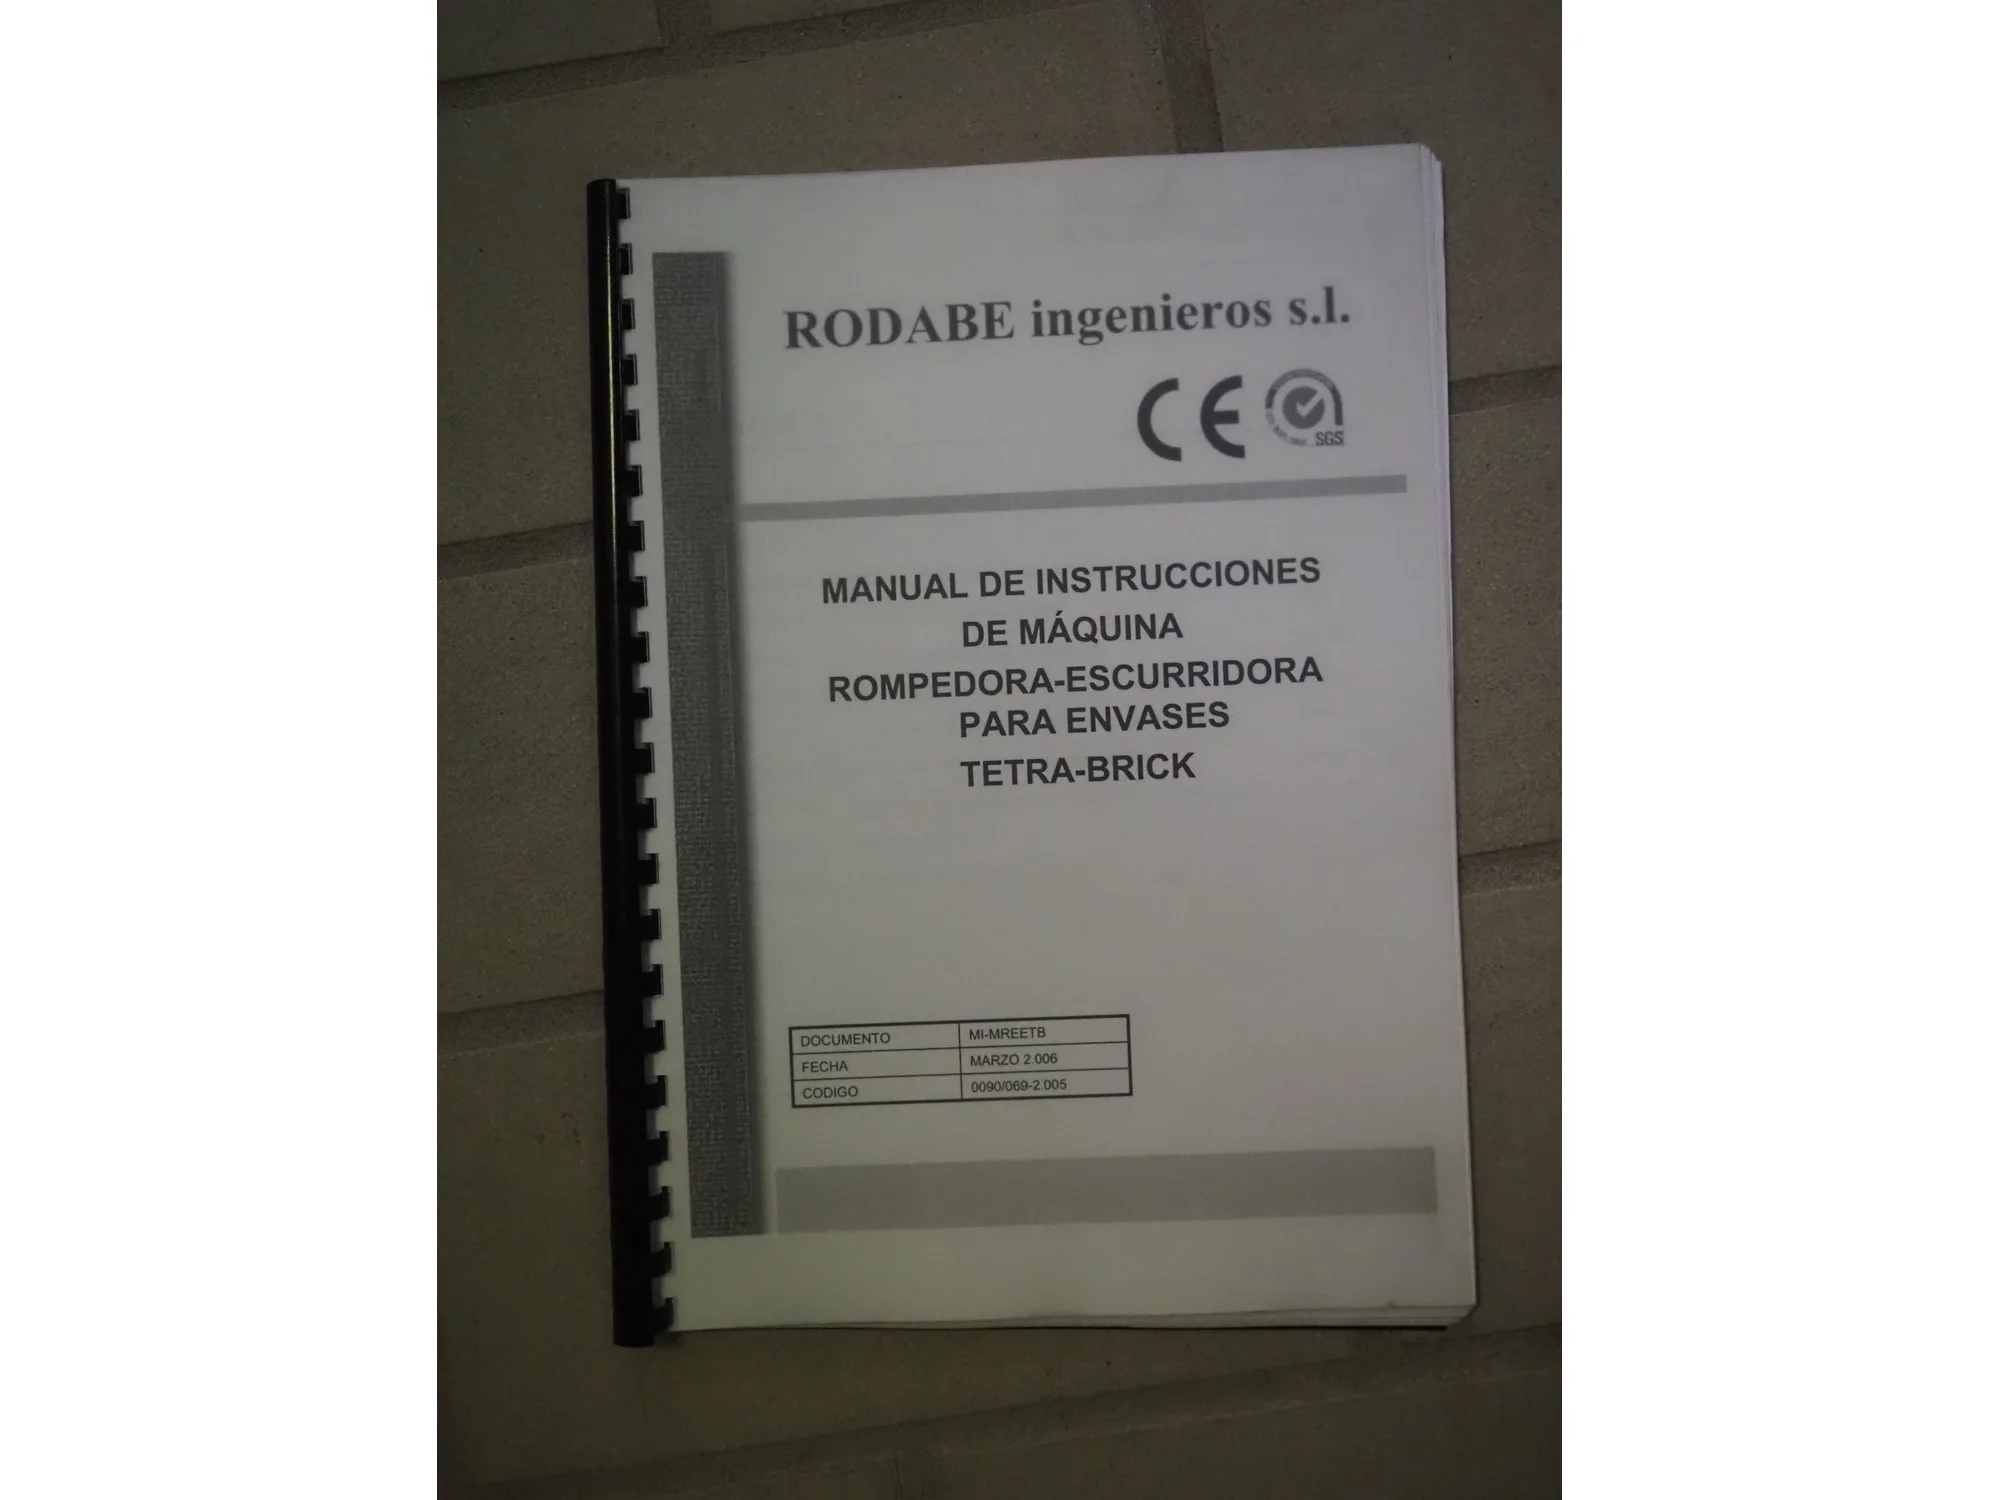 RODABE ingenieros s.l.
CE
SGS
MANUAL DE INSTRUCCIONES
DE MÁQUINA
ROMPEDORA-ESCURRIDORA
PARA ENVASES
TETRA-BRICK
DOCUMENTO MI-MREETB
FECHA MARZO 2.006
CODIGO 0090/069-2.005